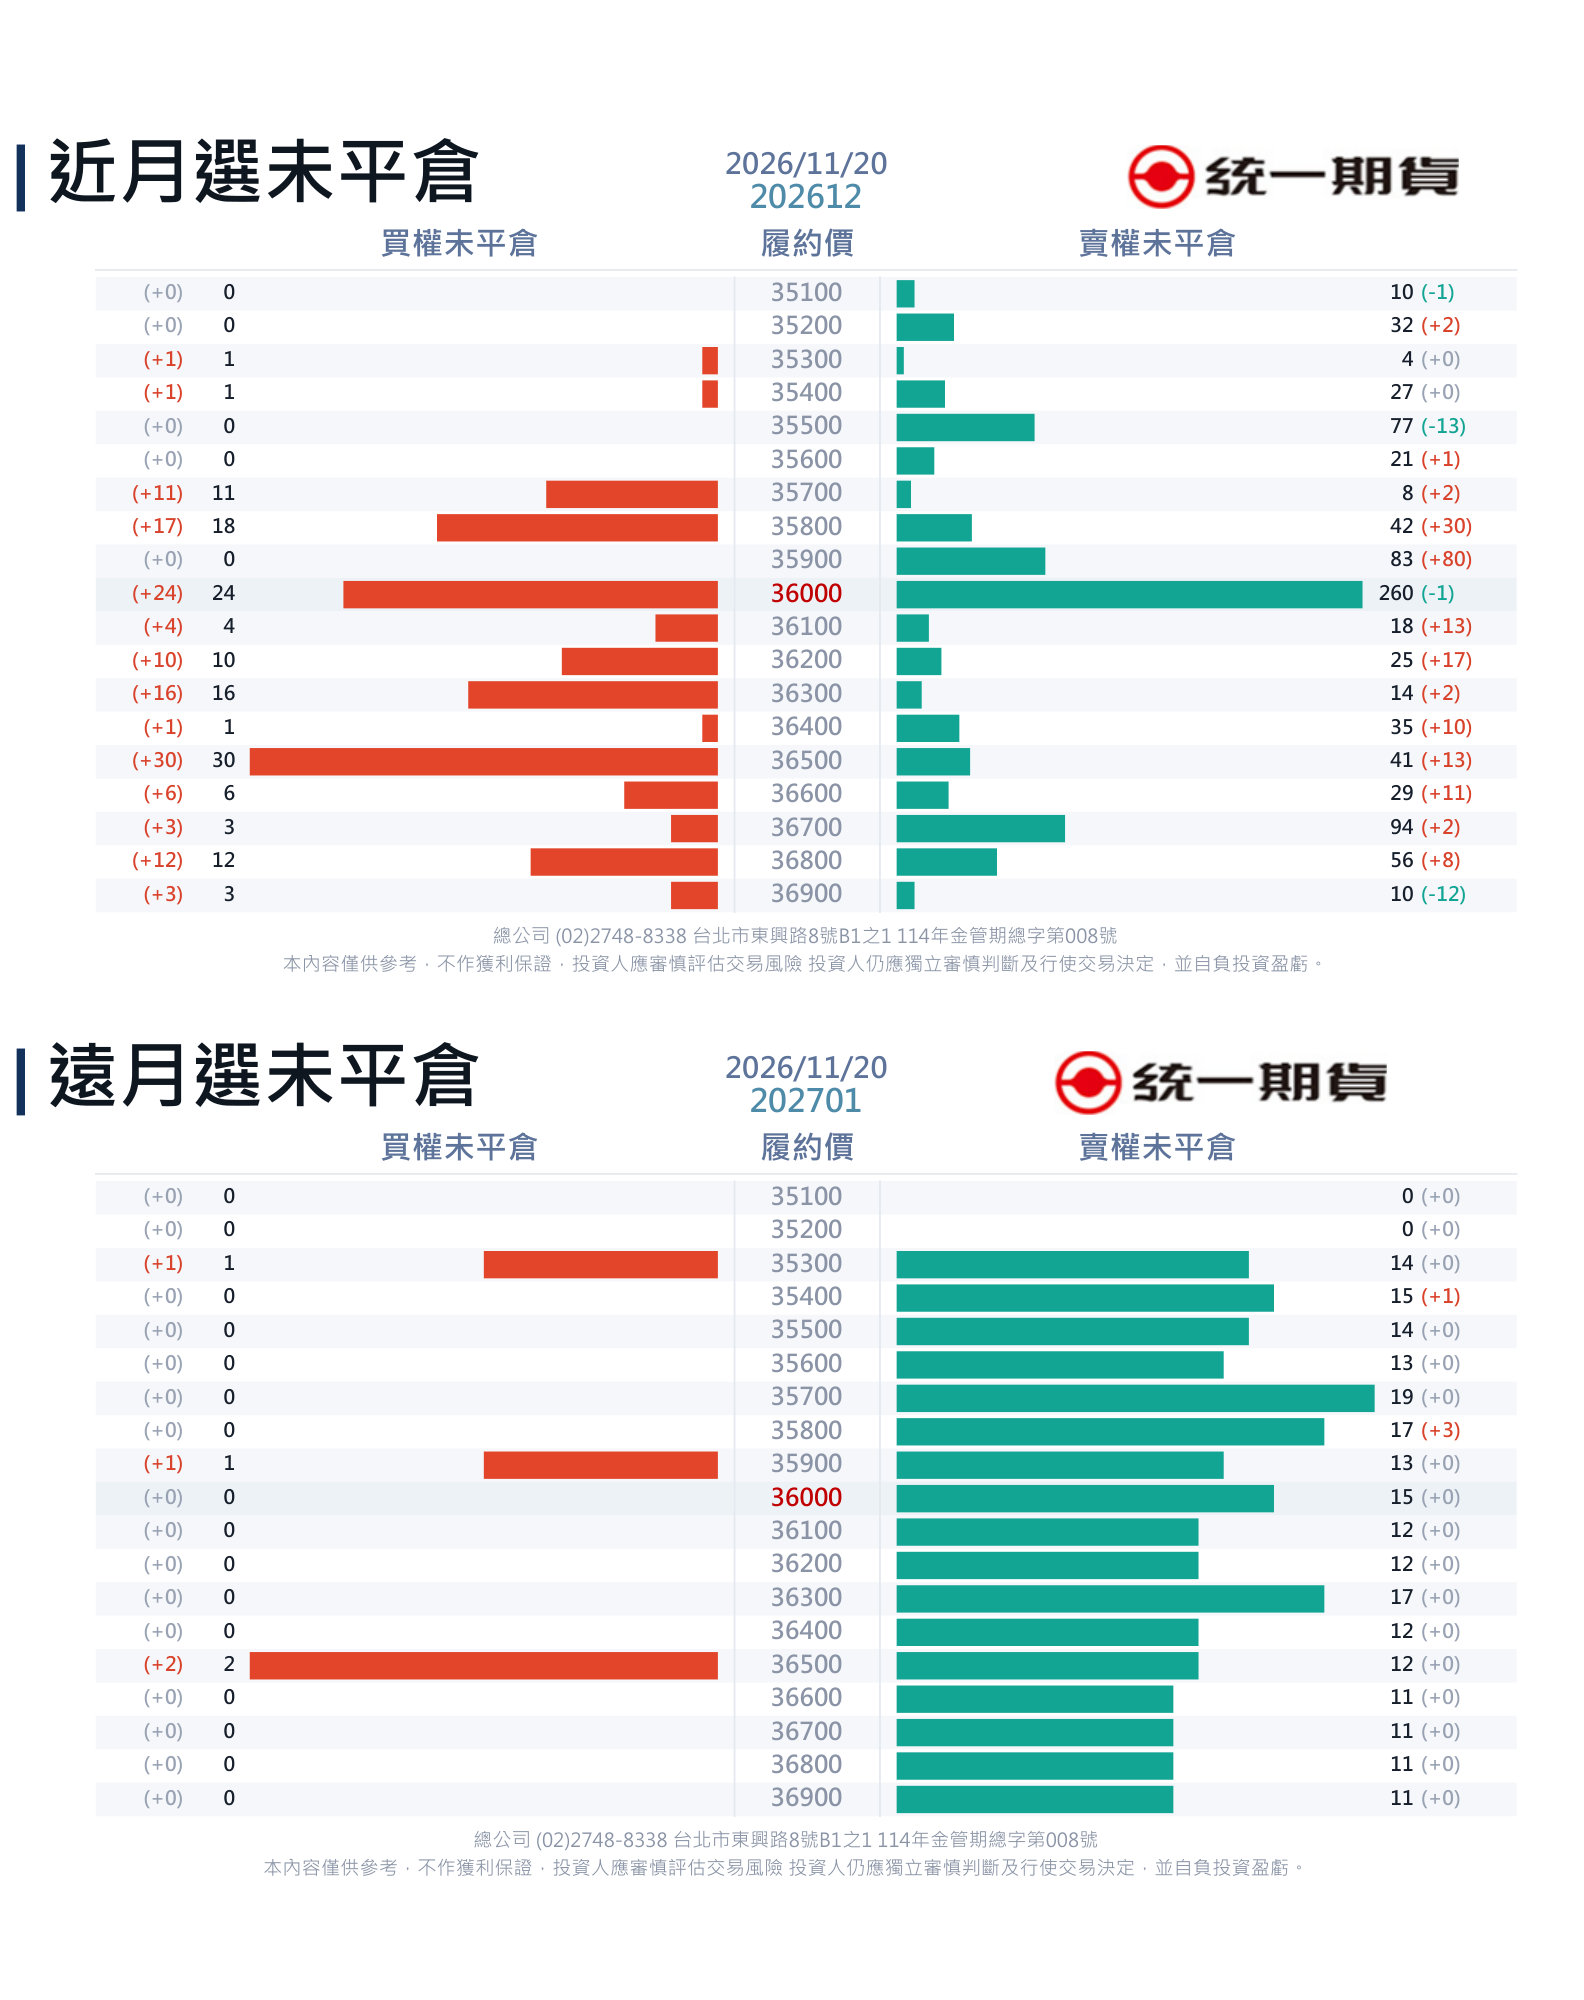 近月選未平倉
2026/11/20
202612
統一期貨
買權未平倉 履約價 賣權未平倉
(+0) 0 35100 10 (-1)
(+0) 0 35200 32 (+2)
(+1) 1 35300 4 (+0)
(+1) 1 35400 27 (+0)
(+0) 0 35500 77 (-13)
(+0) 0 35600 21 (+1)
(+11) 11 35700 8 (+2)
(+17) 18 35800 42 (+30)
(+0) 0 35900 83 (+80)
(+24) 24 36000 260 (-1)
(+4) 4 36100 18 (+13)
(+10) 10 36200 25 (+17)
(+16) 16 36300 14 (+2)
(+1) 1 36400 35 (+10)
(+30) 30 36500 41 (+13)
(+6) 6 36600 29 (+11)
(+3) 3 36700 94 (+2)
(+12) 12 36800 56 (+8)
(+3) 3 36900 10 (-12)
總公司 (02)2748-8338 台北市東興路8號B1之1 114年金管期總字第008號
本內容僅供參考，不作獲利保證，投資人應審慎評估交易風險 投資人仍應獨立審慎判斷及行使交易決定，並自負投資盈虧。
遠月選未平倉
2026/11/20
202701
統一期貨
買權未平倉 履約價 賣權未平倉
(+0) 0 35100 0 (+0)
(+0) 0 35200 0 (+0)
(+1) 1 35300 14 (+0)
(+0) 0 35400 15 (+1)
(+0) 0 35500 14 (+0)
(+0) 0 35600 13 (+0)
(+0) 0 35700 19 (+0)
(+0) 0 35800 17 (+3)
(+1) 1 35900 13 (+0)
(+0) 0 36000 15 (+0)
(+0) 0 36100 12 (+0)
(+0) 0 36200 12 (+0)
(+0) 0 36300 17 (+0)
(+0) 0 36400 12 (+0)
(+2) 2 36500 12 (+0)
(+0) 0 36600 11 (+0)
(+0) 0 36700 11 (+0)
(+0) 0 36800 11 (+0)
(+0) 0 36900 11 (+0)
總公司 (02)2748-8338 台北市東興路8號B1之1 114年金管期總字第008號
本內容僅供參考，不作獲利保證，投資人應審慎評估交易風險 投資人仍應獨立審慎判斷及行使交易決定，並自負投資盈虧。